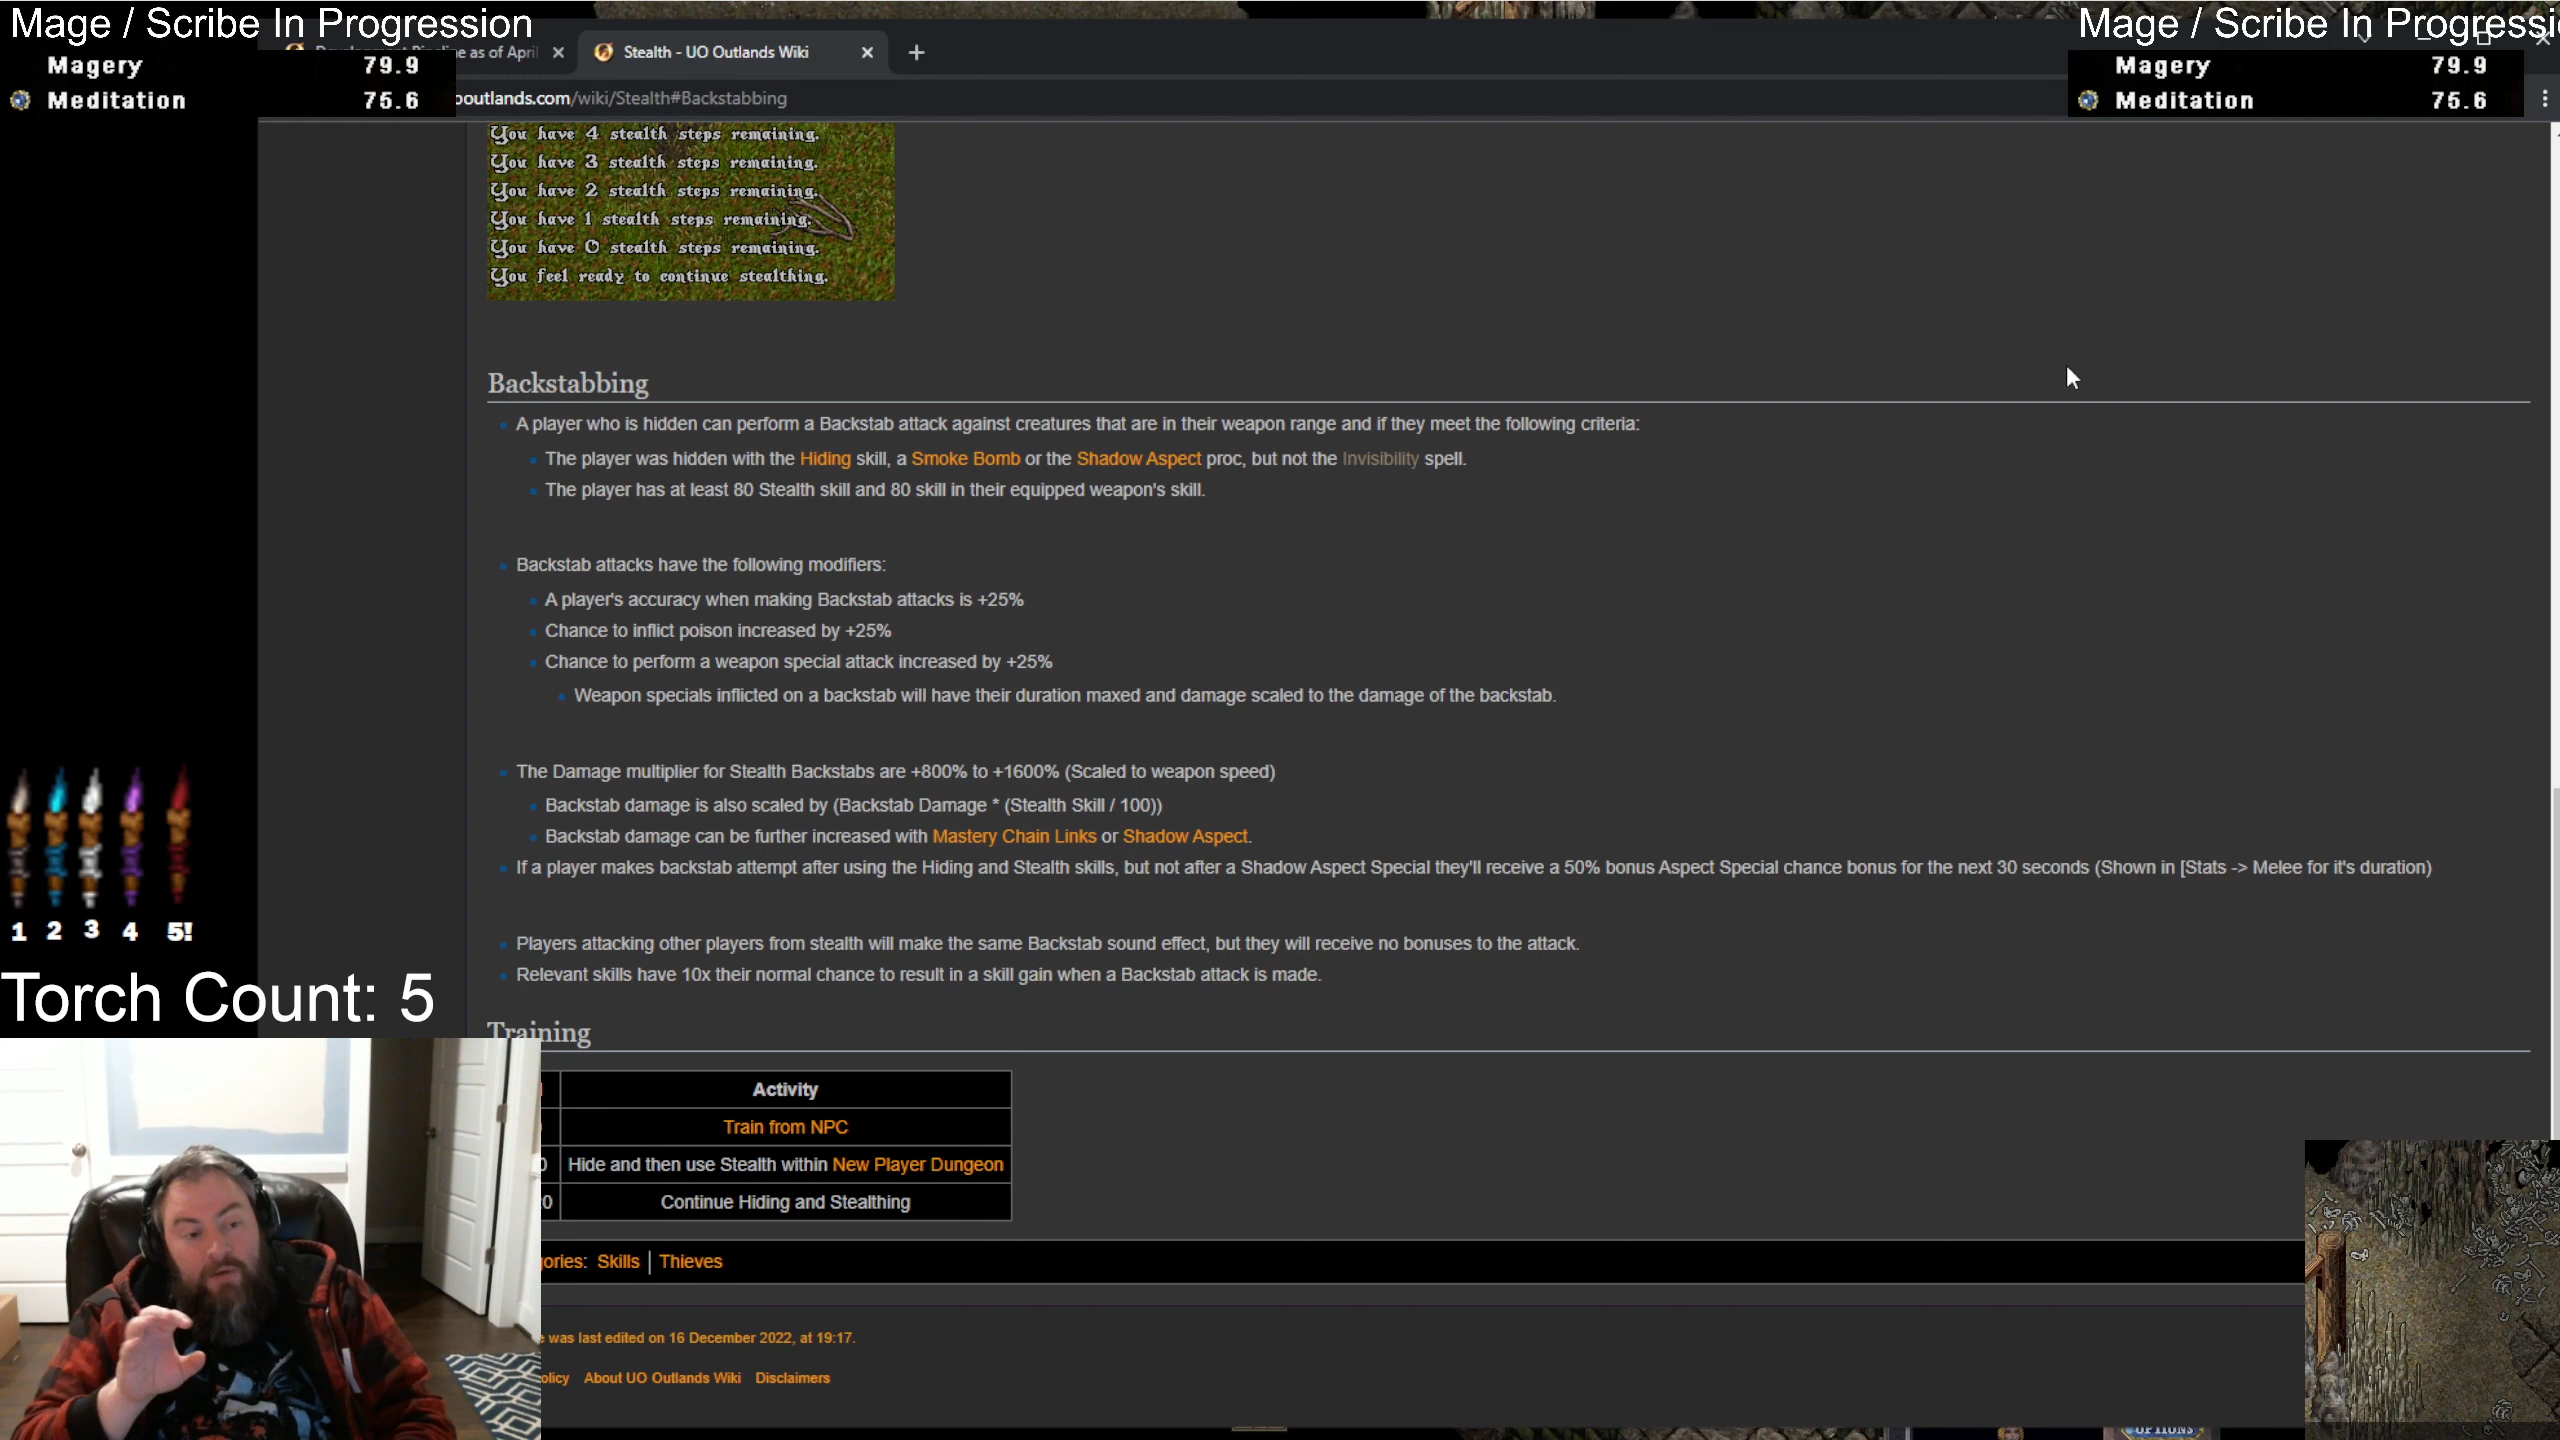 Mage / Scribe In Progression
Mage / Scribe In Progressi
as of April
Stealth - UO Outlands Wiki
Magery 79.9
Meditation 75.6
Magery 79.9
Meditation 75.6
ooutlands.com/wiki/Stealth#Backstabbing
You have 4 stealth steps remaining.
You have 3 stealth steps remaining.
You have 2 stealth steps remaining.
You have 1 stealth steps remaining.
You have 0 stealth steps remaining.
You feel ready to continue stealthing.
Backstabbing
A player who is hidden can perform a Backstab attack against creatures that are in their weapon range and if they meet the following criteria:
The player was hidden with the Hiding skill, a Smoke Bomb or the Shadow Aspect proc, but not the Invisibility spell.
The player has at least 80 Stealth skill and 80 skill in their equipped weapon's skill.
Backstab attacks have the following modifiers:
A player's accuracy when making Backstab attacks is +25%
Chance to inflict poison increased by +25%
Chance to perform a weapon special attack increased by +25%
Weapon specials inflicted on a backstab will have their duration maxed and damage scaled to the damage of the backstab.
The Damage multiplier for Stealth Backstabs are +800% to +1600% (Scaled to weapon speed)
Backstab damage is also scaled by (Backstab Damage * (Stealth Skill / 100))
Backstab damage can be further increased with Mastery Chain Links or Shadow Aspect.
If a player makes backstab attempt after using the Hiding and Stealth skills, but not after a Shadow Aspect Special they'll receive a 50% bonus Aspect Special chance bonus for the next 30 seconds (Shown in [Stats -> Melee for it's duration)
Players attacking other players from stealth will make the same Backstab sound effect, but they will receive no bonuses to the attack.
Relevant skills have 10x their normal chance to result in a skill gain when a Backstab attack is made.
1 2 3 4 5!
Torch Count: 5
Training
Activity
Train from NPC
0 Hide and then use Stealth within New Player Dungeon
0 Continue Hiding and Stealthing
ories: Skills | Thieves
e was last edited on 16 December 2022, at 19:17.
olicy About UO Outlands Wiki Disclaimers
OPTIONS